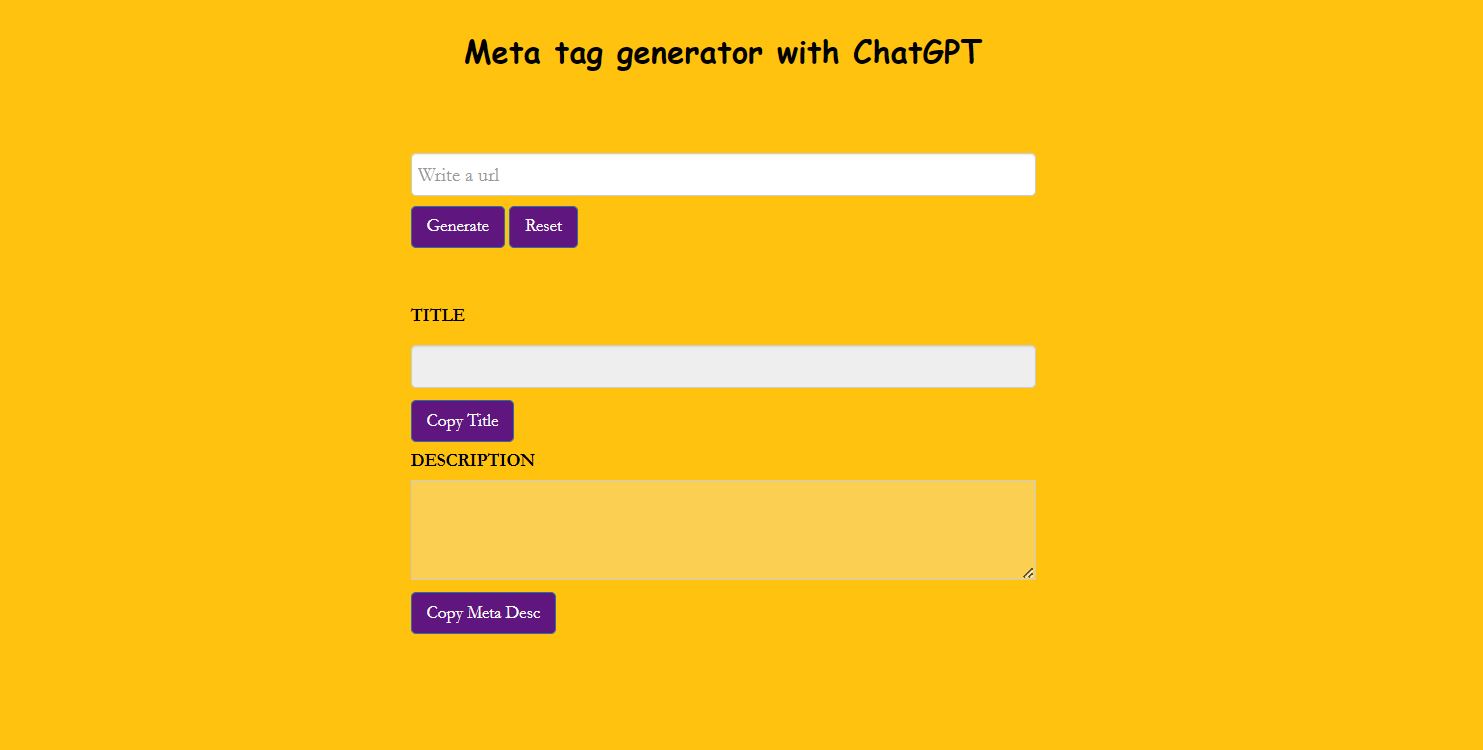 Meta tag generator with ChatGPT
Write a url
Generate Reset
TITLE
Copy Title
DESCRIPTION
Copy Meta Desc